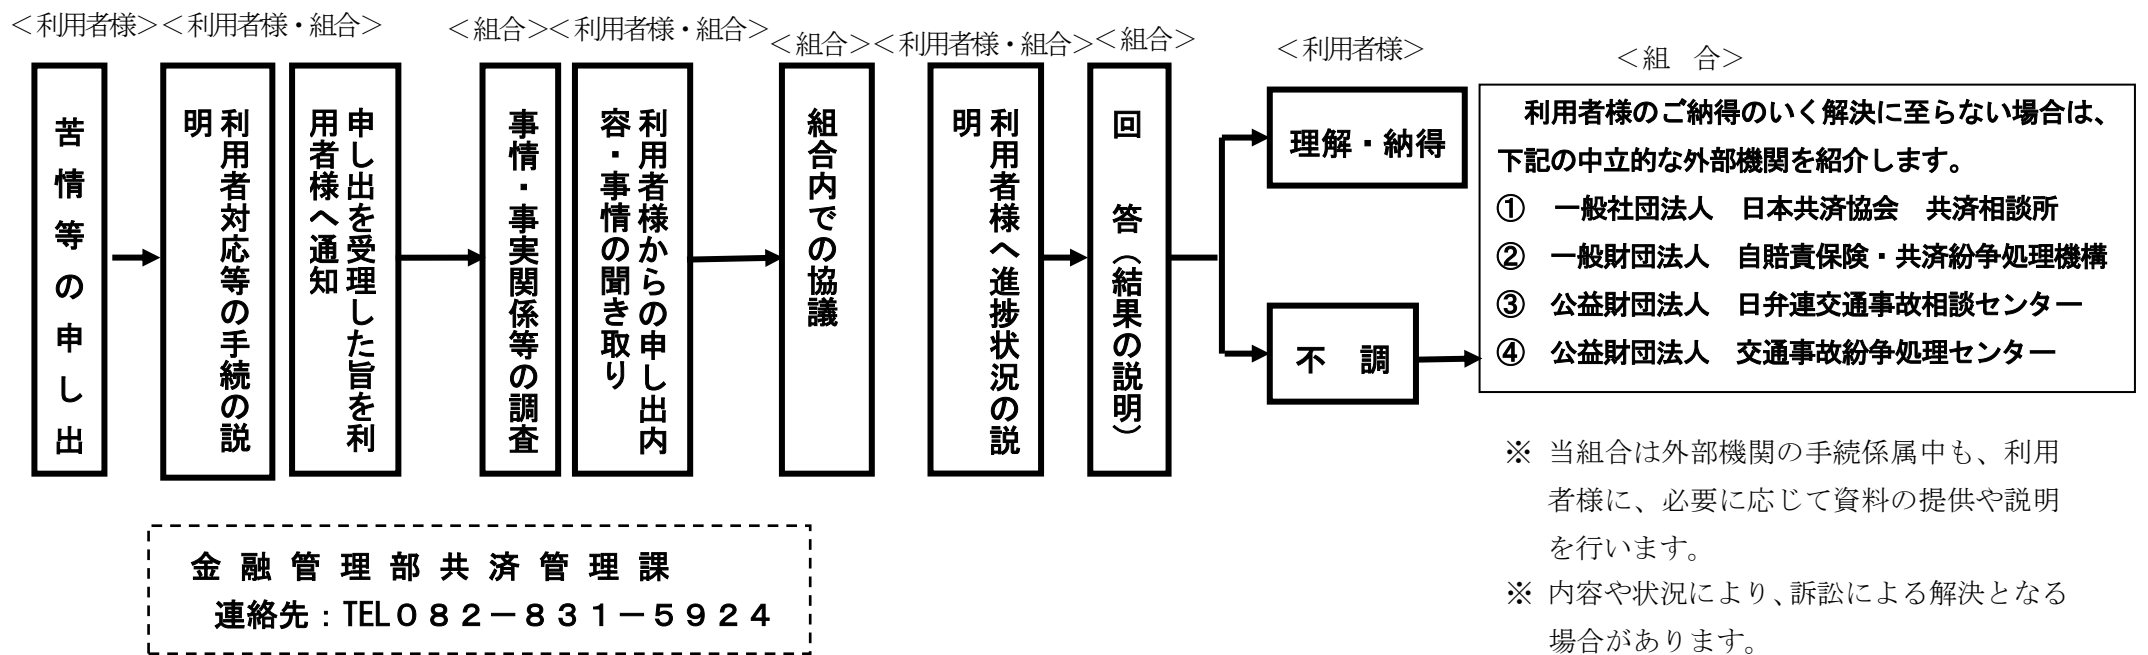 ＜利用者様＞
＜利用者様・組合＞
＜組合＞
＜利用者様・組合＞
＜組合＞
＜利用者様・組合＞
＜組合＞
＜利用者様＞
＜組　合＞
苦情等の申し出
利用者対応等の手続の説
明
申し出を受理した旨を利
用者様へ通知
事情・事実関係等の調査
利用者様からの申し出内
容・事情の聞き取り
組合内での協議
利用者様へ進捗状況の説
明
回　答（結果の説明）
理解・納得
不　調
利用者様のご納得のいく解決に至らない場合は、
下記の中立的な外部機関を紹介します。
①　一般社団法人　日本共済協会　共済相談所
②　一般財団法人　自賠責保険・共済紛争処理機構
③　公益財団法人　日弁連交通事故相談センター
④　公益財団法人　交通事故紛争処理センター
※ 当組合は外部機関の手続係属中も、利用
者様に、必要に応じて資料の提供や説明
を行います。
※ 内容や状況により、訴訟による解決となる
場合があります。
金融管理部共済管理課
連絡先：TEL０８２－８３１－５９２４